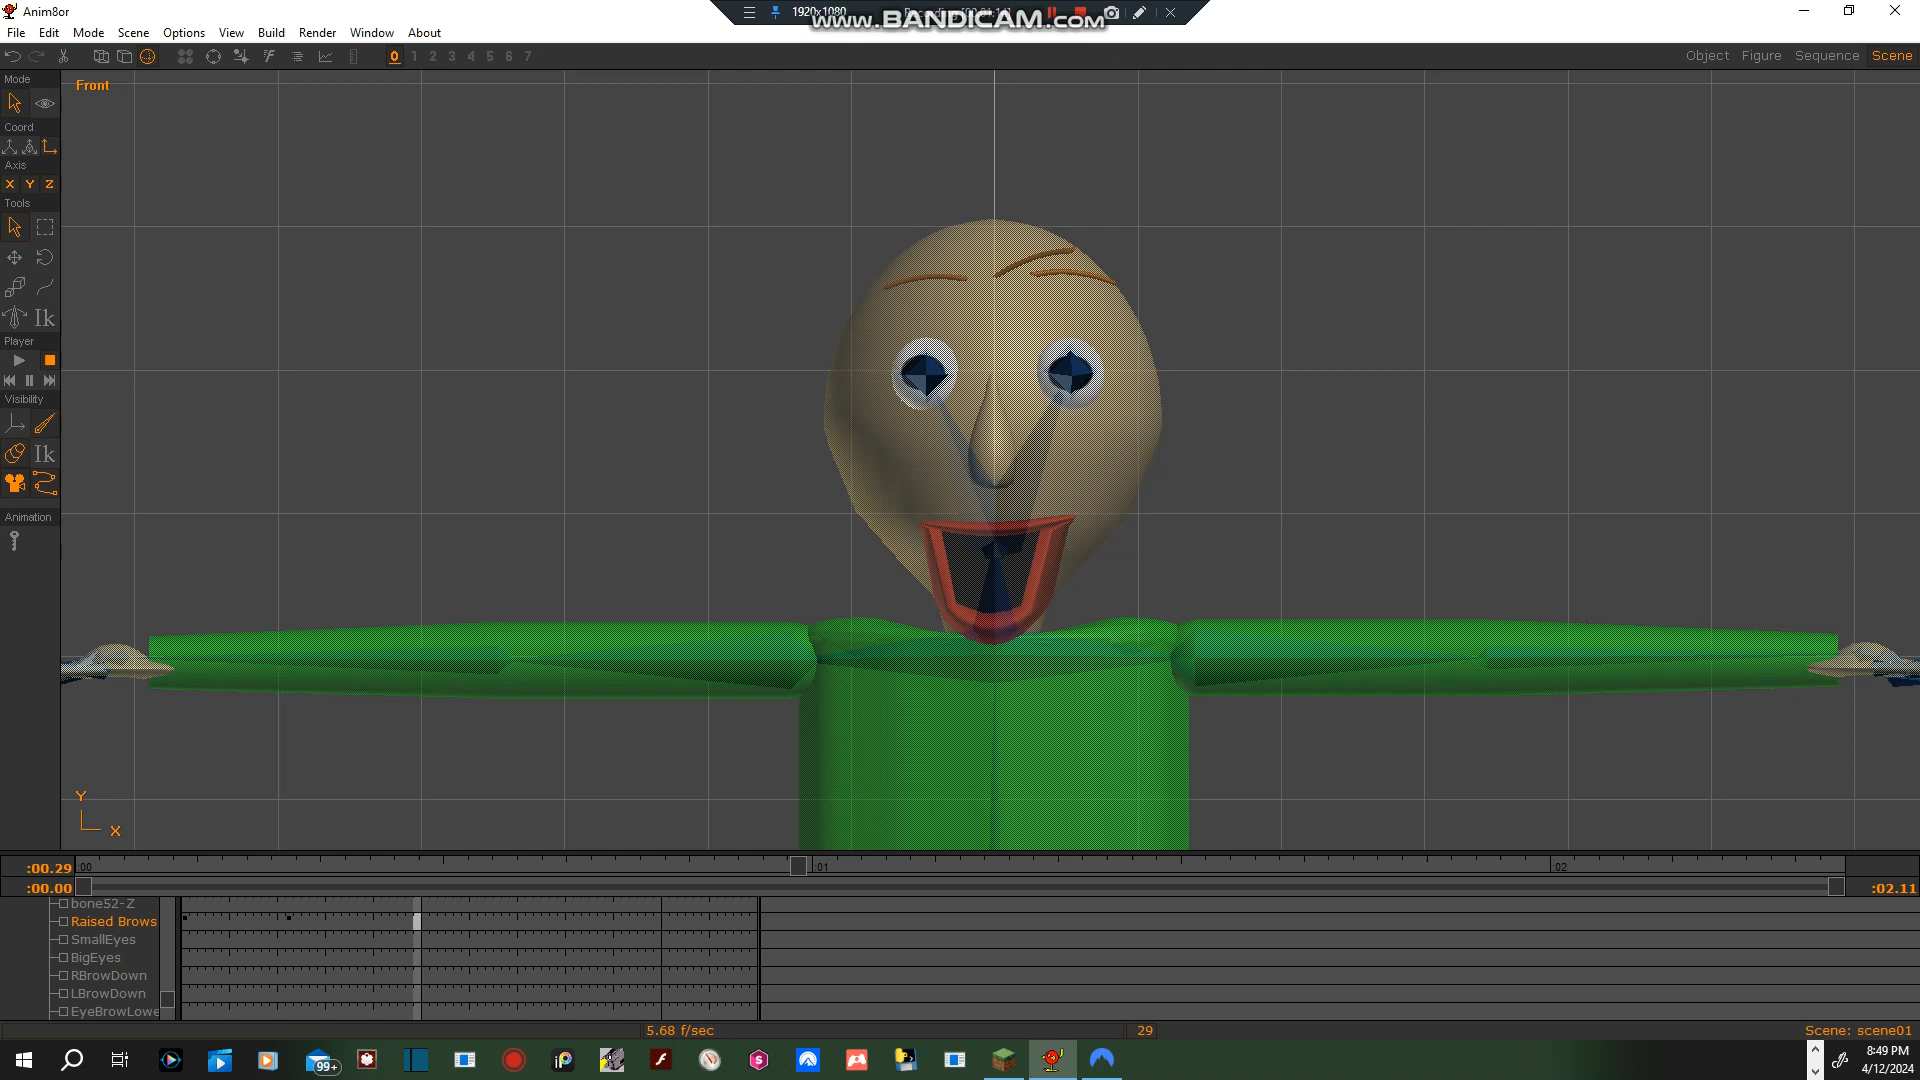 Anim8or
1920x1080
www.BANDICAM.com
File Edit Mode Scene Options View Build Render Window About
0 1 2 3 4 5 6 7
Object Figure Sequence Scene
Mode
Front
Coord
Axis
X Y Z
Tools
Ik
Player
Visibility
Ik
Animation
Y
X
:00.29 :00 :01 :02
:00.00 :02.11
bone52-Z
Raised Brows
SmallEyes
BigEyes
RBrowDown
LBrowDown
EyeBrowLowe
5.68 f/sec 29 Scene: scene01
99+
8:49 PM
4/12/2024